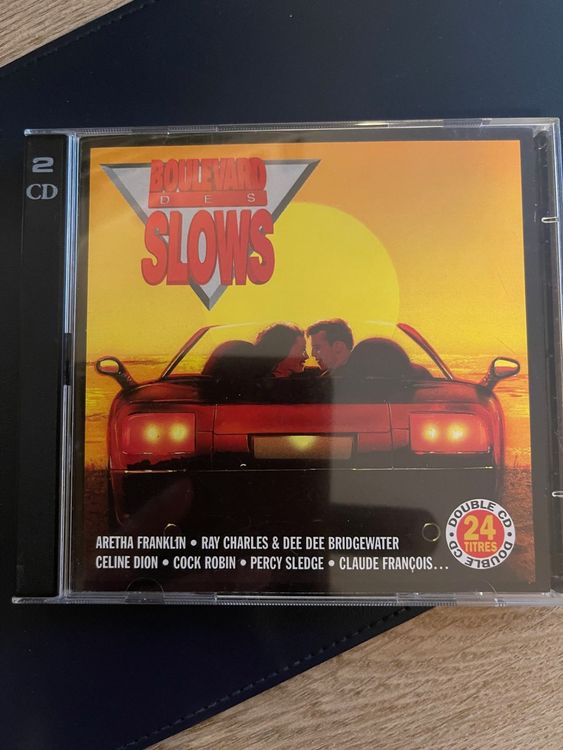 2
CD
BOULEVARD
DES
SLOWS
ARETHA FRANKLIN • RAY CHARLES & DEE DEE BRIDGEWATER
CELINE DION • COCK ROBIN • PERCY SLEDGE • CLAUDE FRANÇOIS...
DOUBLE CD • DOUBLE CD •
24
TITRES